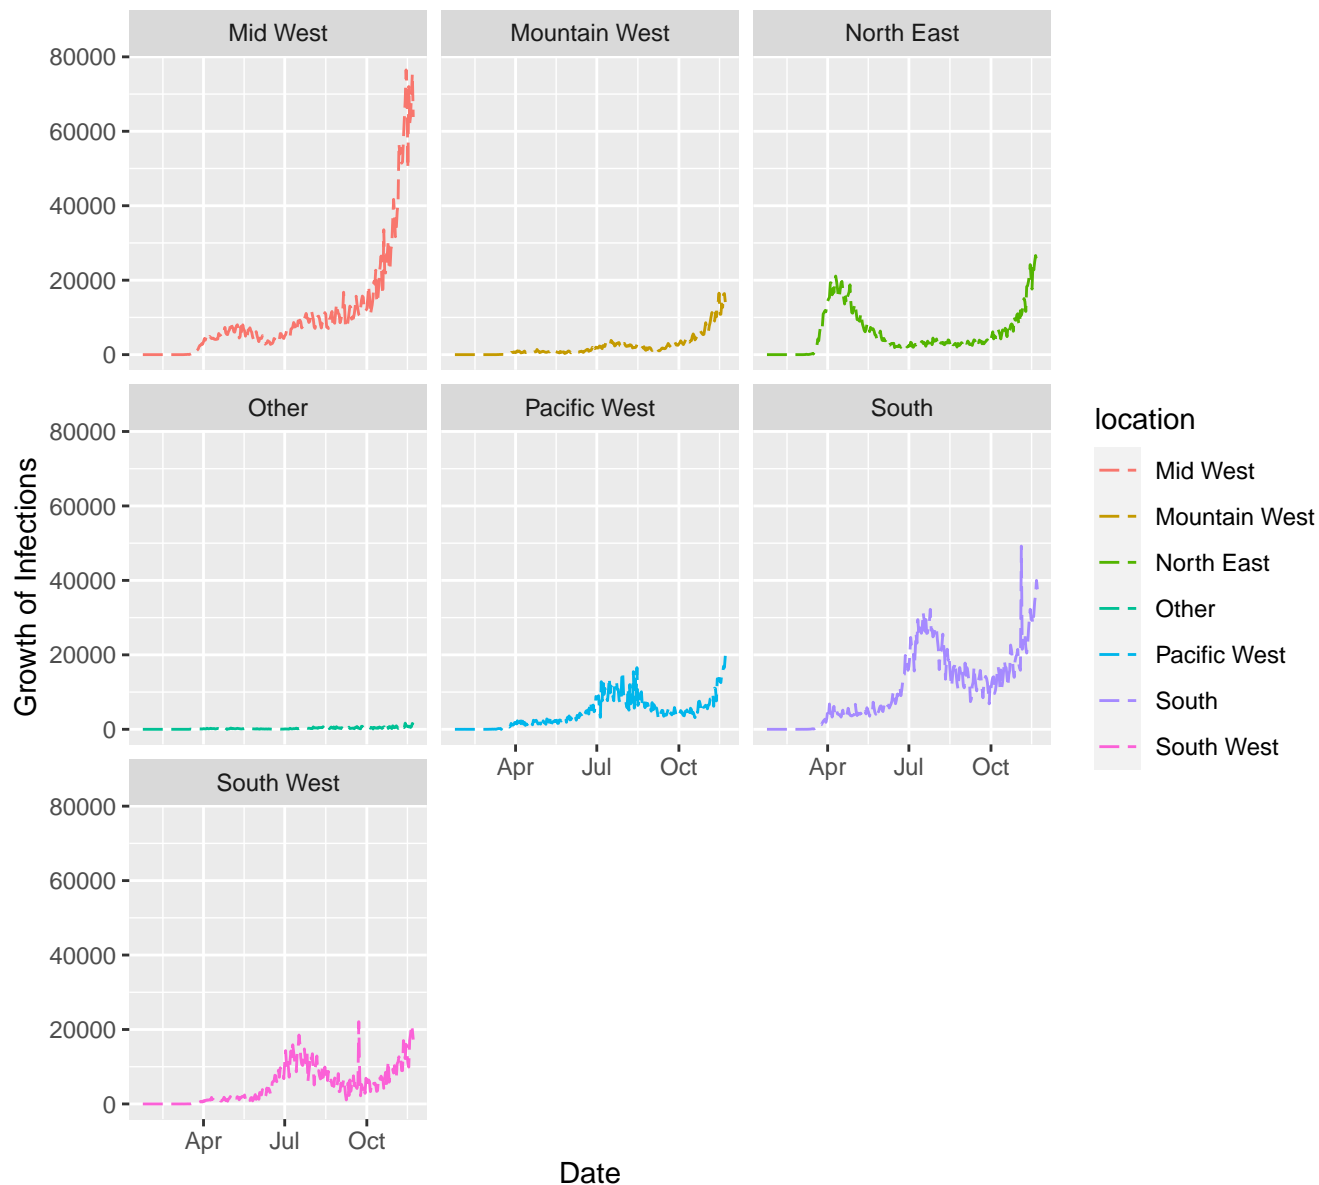 Mid West
Mountain West
North East
80000
60000
40000
20000
0
Other
Pacific West
South
80000
60000
40000
20000
0
Apr
Jul
Oct
Apr
Jul
Oct
South West
80000
60000
40000
20000
0
Apr
Jul
Oct
Growth of Infections
Date
location
Mid West
Mountain West
North East
Other
Pacific West
South
South West